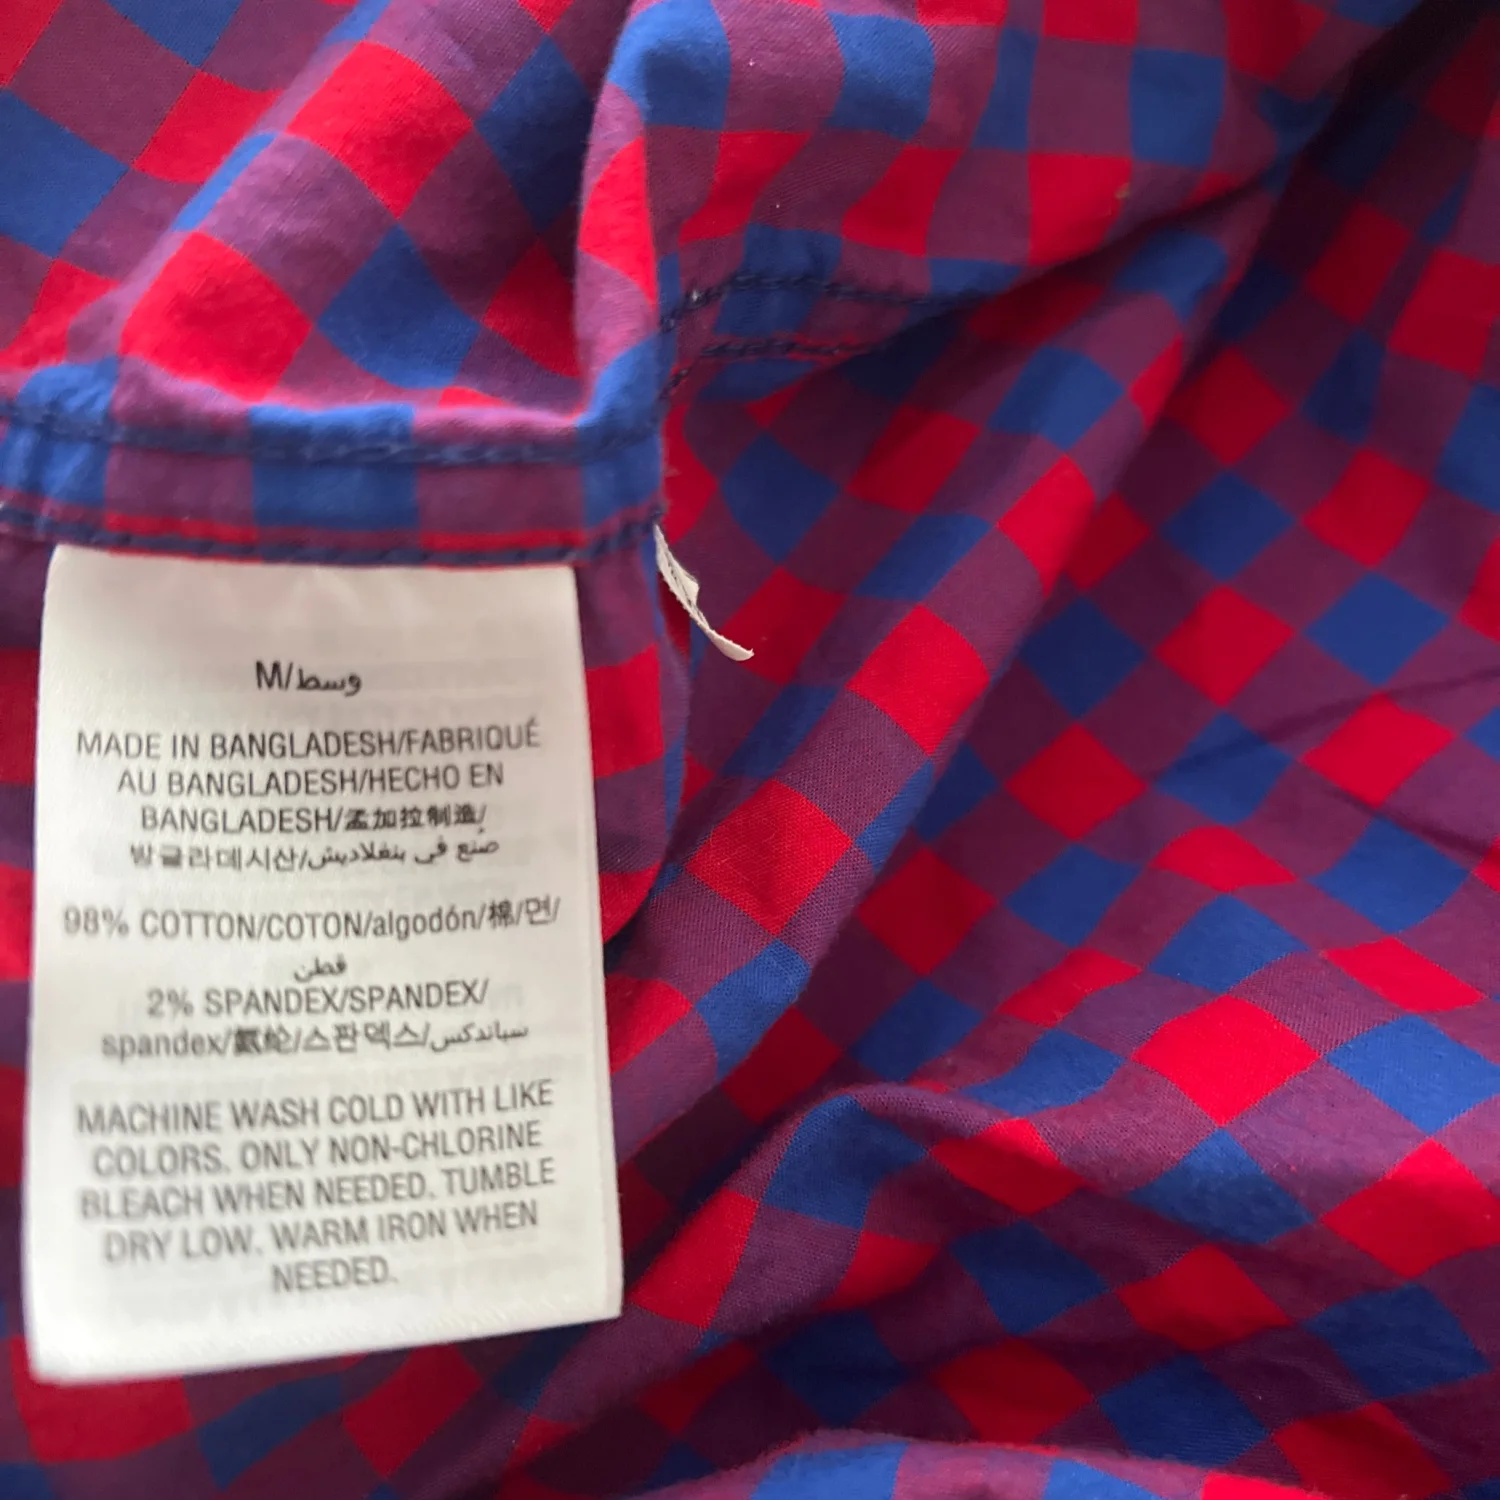 M/وسط
MADE IN BANGLADESH/FABRIQUÉ
AU BANGLADESH/HECHO EN
BANGLADESH/孟加拉制造/
방글라데시산/صنع في بنغلاديش
98% COTTON/COTON/algodón/棉/면/
قطن
2% SPANDEX/SPANDEX/
spandex/氨纶/스판덱스/سباندكس
MACHINE WASH COLD WITH LIKE
COLORS. ONLY NON-CHLORINE
BLEACH WHEN NEEDED. TUMBLE
DRY LOW. WARM IRON WHEN
NEEDED.